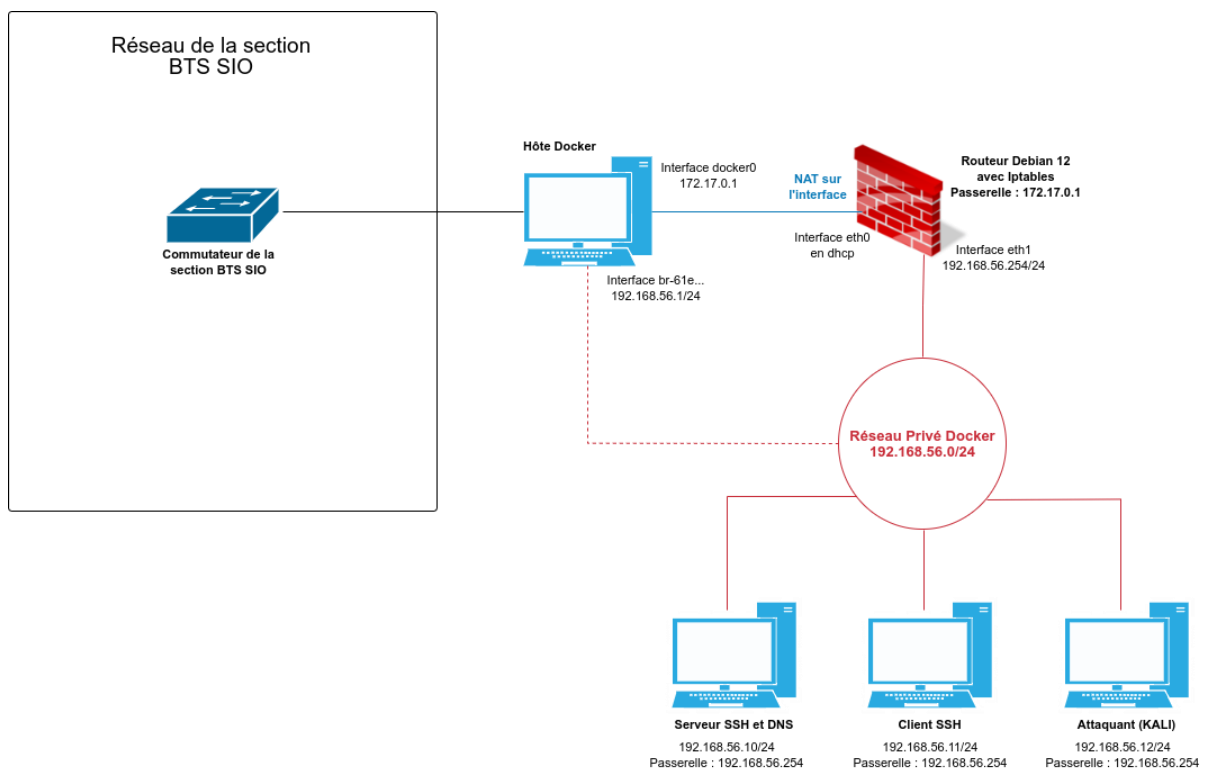 Réseau de la section
BTS SIO
Commutateur de la
section BTS SIO
Hôte Docker
Interface docker0
172.17.0.1
NAT sur
l'interface
Interface eth0
en dhcp
Routeur Debian 12
avec Iptables
Passerelle : 172.17.0.1
Interface eth1
192.168.56.254/24
Interface br-61e...
192.168.56.1/24
Réseau Privé Docker
192.168.56.0/24
Serveur SSH et DNS
192.168.56.10/24
Passerelle : 192.168.56.254
Client SSH
192.168.56.11/24
Passerelle : 192.168.56.254
Attaquant (KALI)
192.168.56.12/24
Passerelle : 192.168.56.254